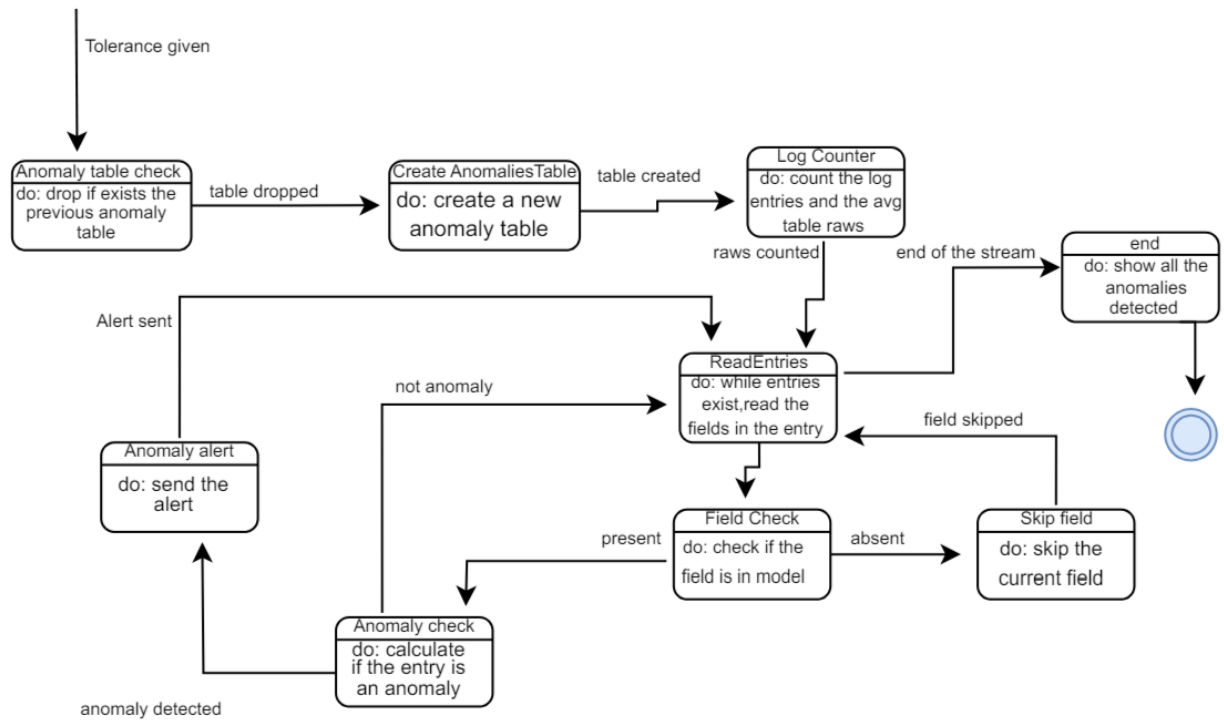 Tolerance given
Anomaly table check
do: drop if exists the
previous anomaly
table
table dropped
Create AnomaliesTable
do: create a new
anomaly table
table created
Log Counter
do: count the log
entries and the avg
table raws
raws counted
end of the stream
end
do: show all the
anomalies
detected
Alert sent
ReadEntries
do: while entries
exist,read the
fields in the entry
not anomaly
field skipped
Anomaly alert
do: send the
alert
Field Check
do: check if the
field is in model
present
absent
Skip field
do: skip the
current field
Anomaly check
do: calculate
if the entry is
an anomaly
anomaly detected